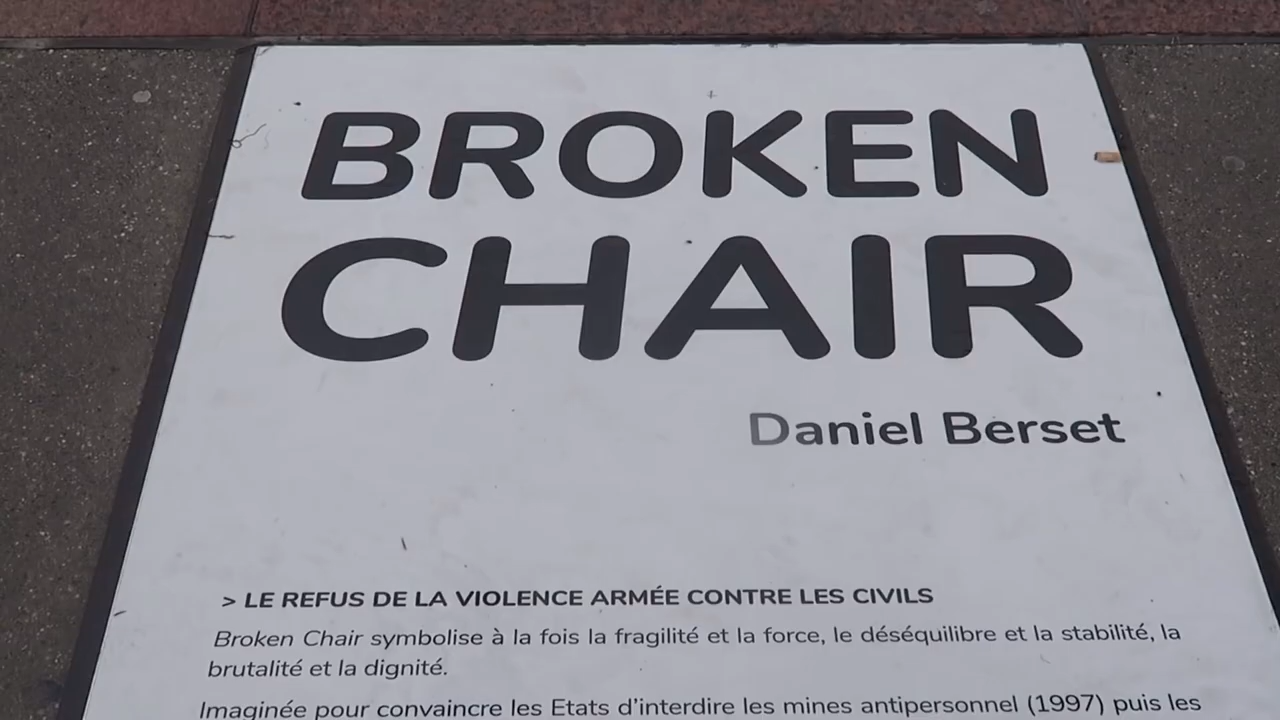 BROKEN
CHAIR
Daniel Berset
> LE REFUS DE LA VIOLENCE ARMÉE CONTRE LES CIVILS
Broken Chair symbolise à la fois la fragilité et la force, le déséquilibre et la stabilité, la
brutalité et la dignité.
Imaginée pour convaincre les Etats d'interdire les mines antipersonnel (1997) puis les